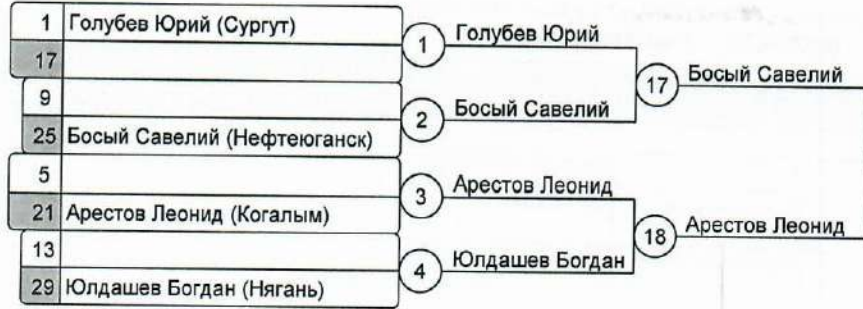 1 Голубев Юрий (Сургут)
17
1 Голубев Юрий
9
25 Босый Савелий (Нефтеюганск)
2 Босый Савелий
17 Босый Савелий
5
21 Арестов Леонид (Когалым)
3 Арестов Леонид
13
29 Юлдашев Богдан (Нягань)
4 Юлдашев Богдан
18 Арестов Леонид